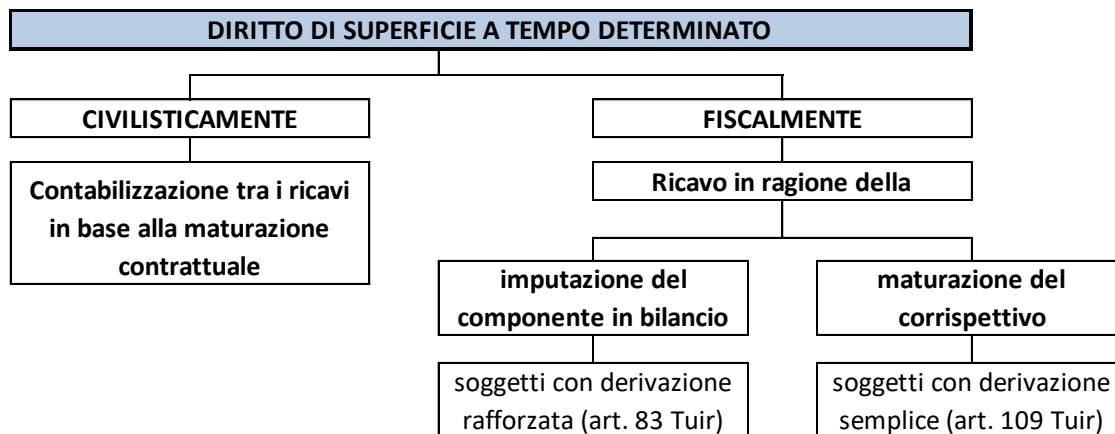 DIRITTO DI SUPERFICIE A TEMPO DETERMINATO
CIVILISTICAMENTE
FISCALMENTE
Contabilizzazione tra i ricavi
in base alla maturazione
contrattuale
Ricavo in ragione della
imputazione del
componente in bilancio
maturazione del
corrispettivo
soggetti con derivazione
rafforzata (art. 83 Tuir)
soggetti con derivazione
semplice (art. 109 Tuir)